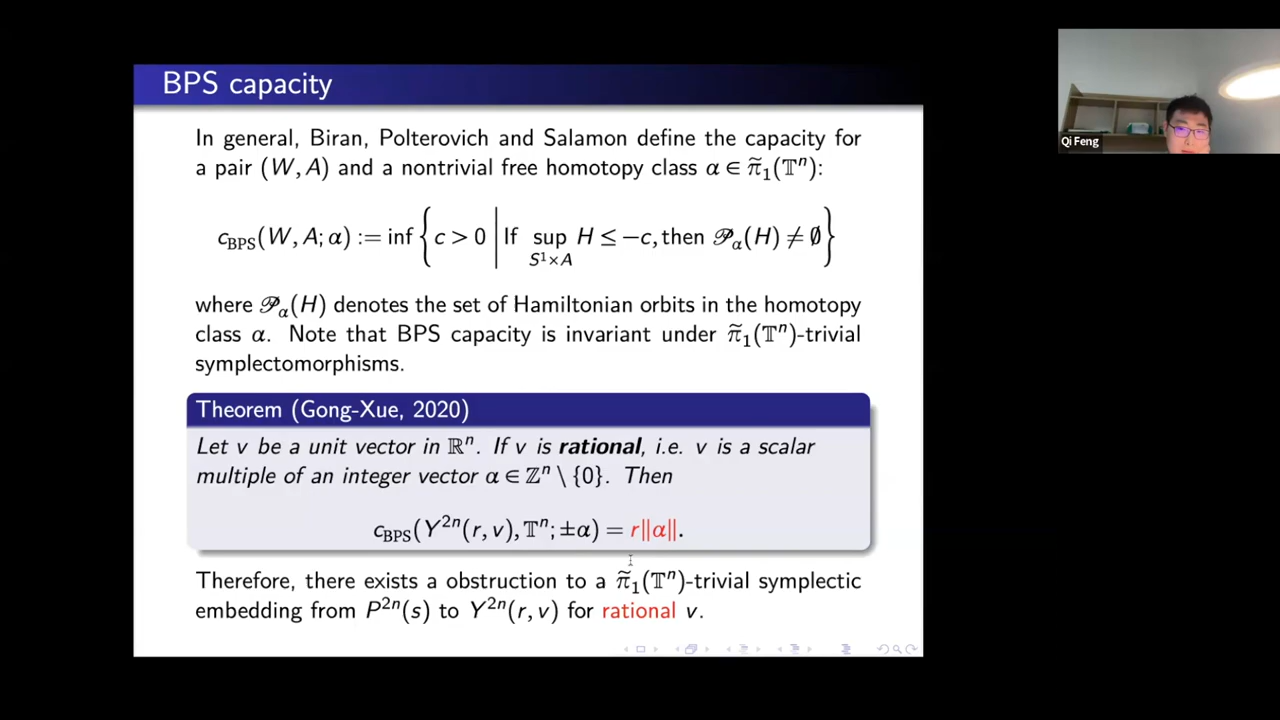 BPS capacity
In general, Biran, Polterovich and Salamon define the capacity for
a pair (W, A) and a nontrivial free homotopy class α ∈ π̃₁(𝕋ⁿ):
c_BPS(W, A; α) := inf { c > 0 | If sup_{S¹×A} H ≤ −c, then 𝒫_α(H) ≠ ∅ }
where 𝒫_α(H) denotes the set of Hamiltonian orbits in the homotopy
class α. Note that BPS capacity is invariant under π̃₁(𝕋ⁿ)-trivial
symplectomorphisms.
Theorem (Gong-Xue, 2020)
Let v be a unit vector in ℝⁿ. If v is rational, i.e. v is a scalar
multiple of an integer vector α ∈ ℤⁿ \ {0}. Then
c_BPS(Y²ⁿ(r, v), 𝕋ⁿ; ±α) = r‖α‖.
Therefore, there exists a obstruction to a π̃₁(𝕋ⁿ)-trivial symplectic
embedding from P²ⁿ(s) to Y²ⁿ(r, v) for rational v.
Qi Feng